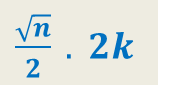 √n/2 . 2k